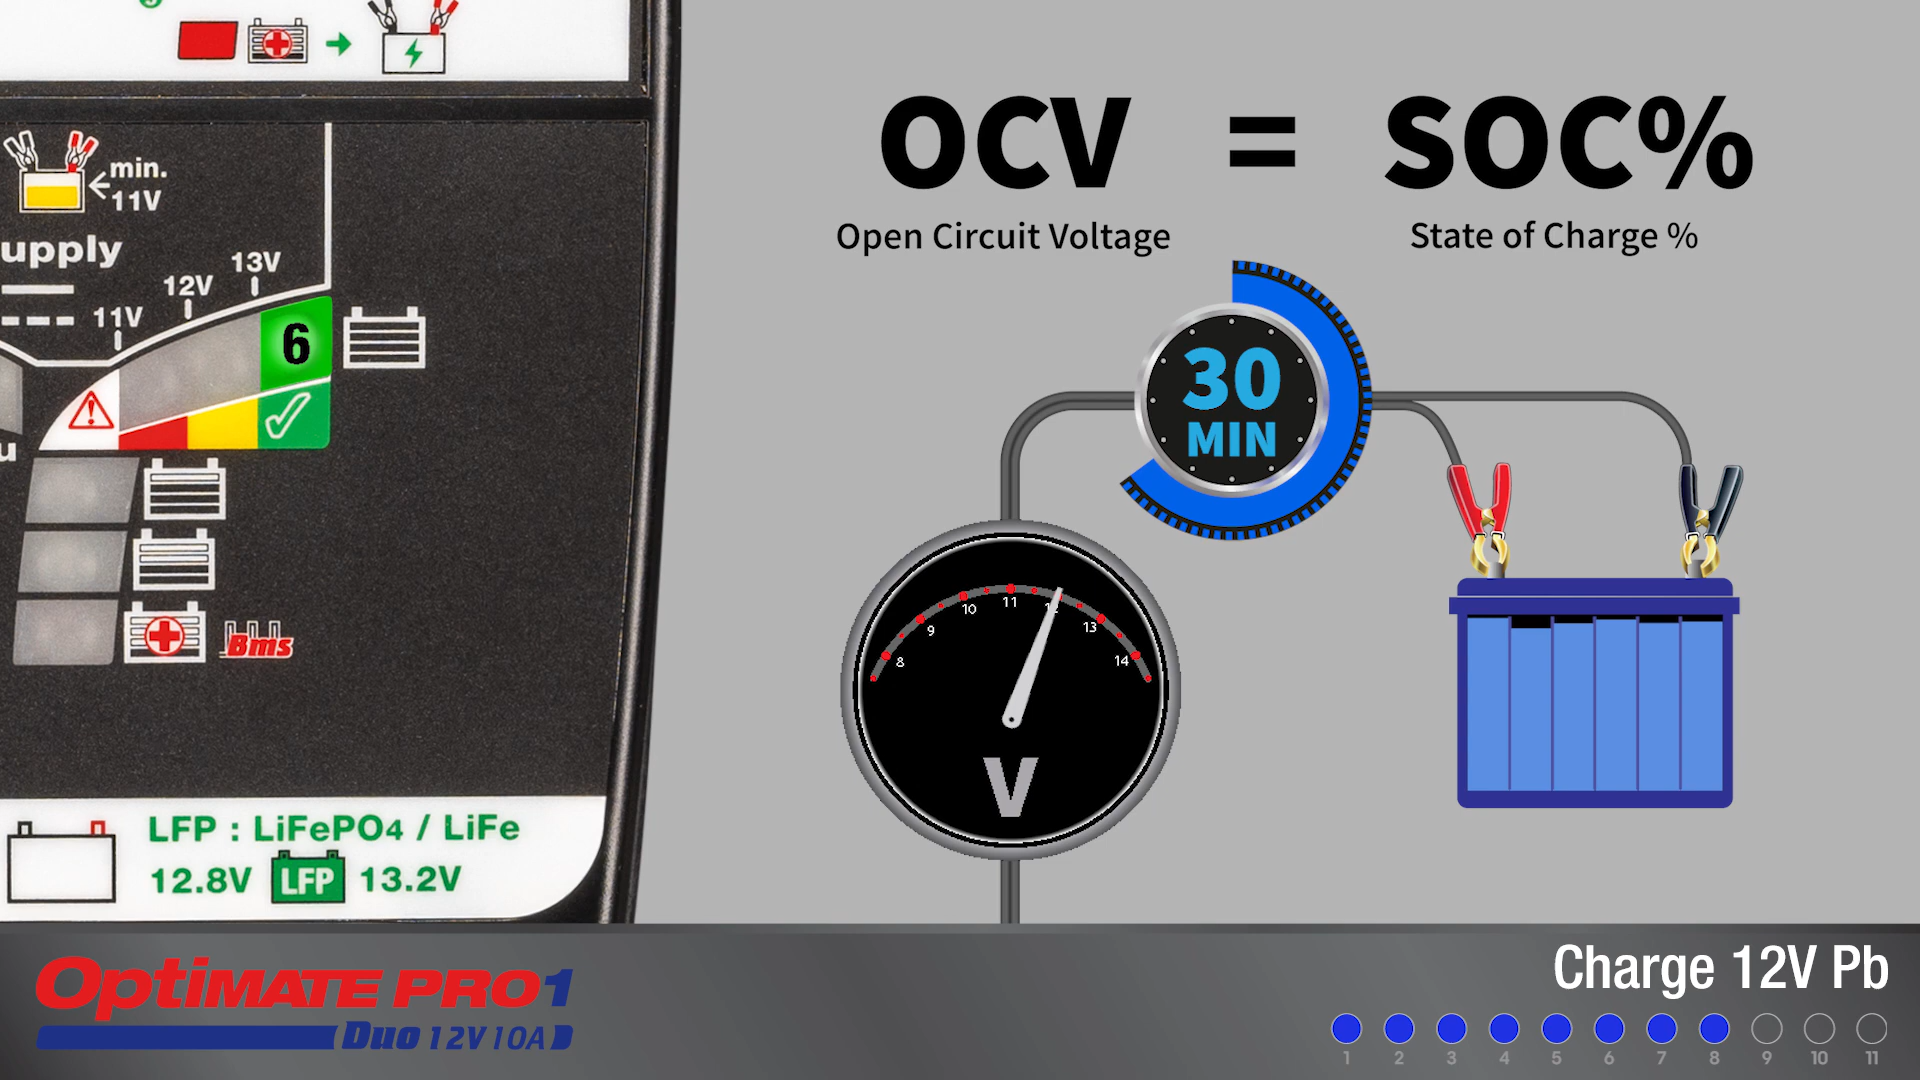 OCV = SOC%
Open Circuit Voltage
State of Charge %
30
MIN
8
9
10
11
13
14
V
min.
11V
upply
11V
12V
13V
6
Bms
LFP : LiFePO4 / LiFe
12.8V LFP 13.2V
OptiMATE PRO1
Duo 12V10A
Charge 12V Pb
1 2 3 4 5 6 7 8 9 10 11